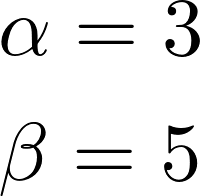 α = 3
β = 5